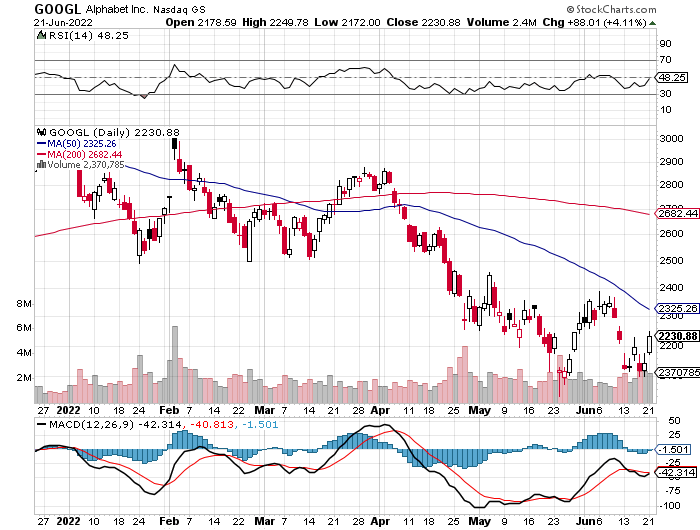 GOOGL Alphabet Inc. Nasdaq GS
© StockCharts.com
21-Jun-2022
Open 2178.59 High 2249.78 Low 2172.00 Close 2230.88 Volume 2.4M Chg +88.01 (+4.11%)
RSI(14) 48.25
90
70
48.25
30
10
GOOGL (Daily) 2230.88
MA(50) 2325.26
MA(200) 2682.44
Volume 2,370,785
3000
2900
2800
2682.44
2600
2500
2400
2325.26
2300
2230.88
2200
2370785
8M
6M
4M
2M
27 2022 10 18 24 Feb 7 14 22 Mar 7 14 21 28 Apr 11 18 25 May 9 16 23 Jun 6 13 21
MACD(12,26,9) -42.314, -40.813, -1.501
50
25
-1.501
-42.314
-75
-100
27 2022 10 18 24 Feb 7 14 22 Mar 7 14 21 28 Apr 11 18 25 May 9 16 23 Jun 6 13 21